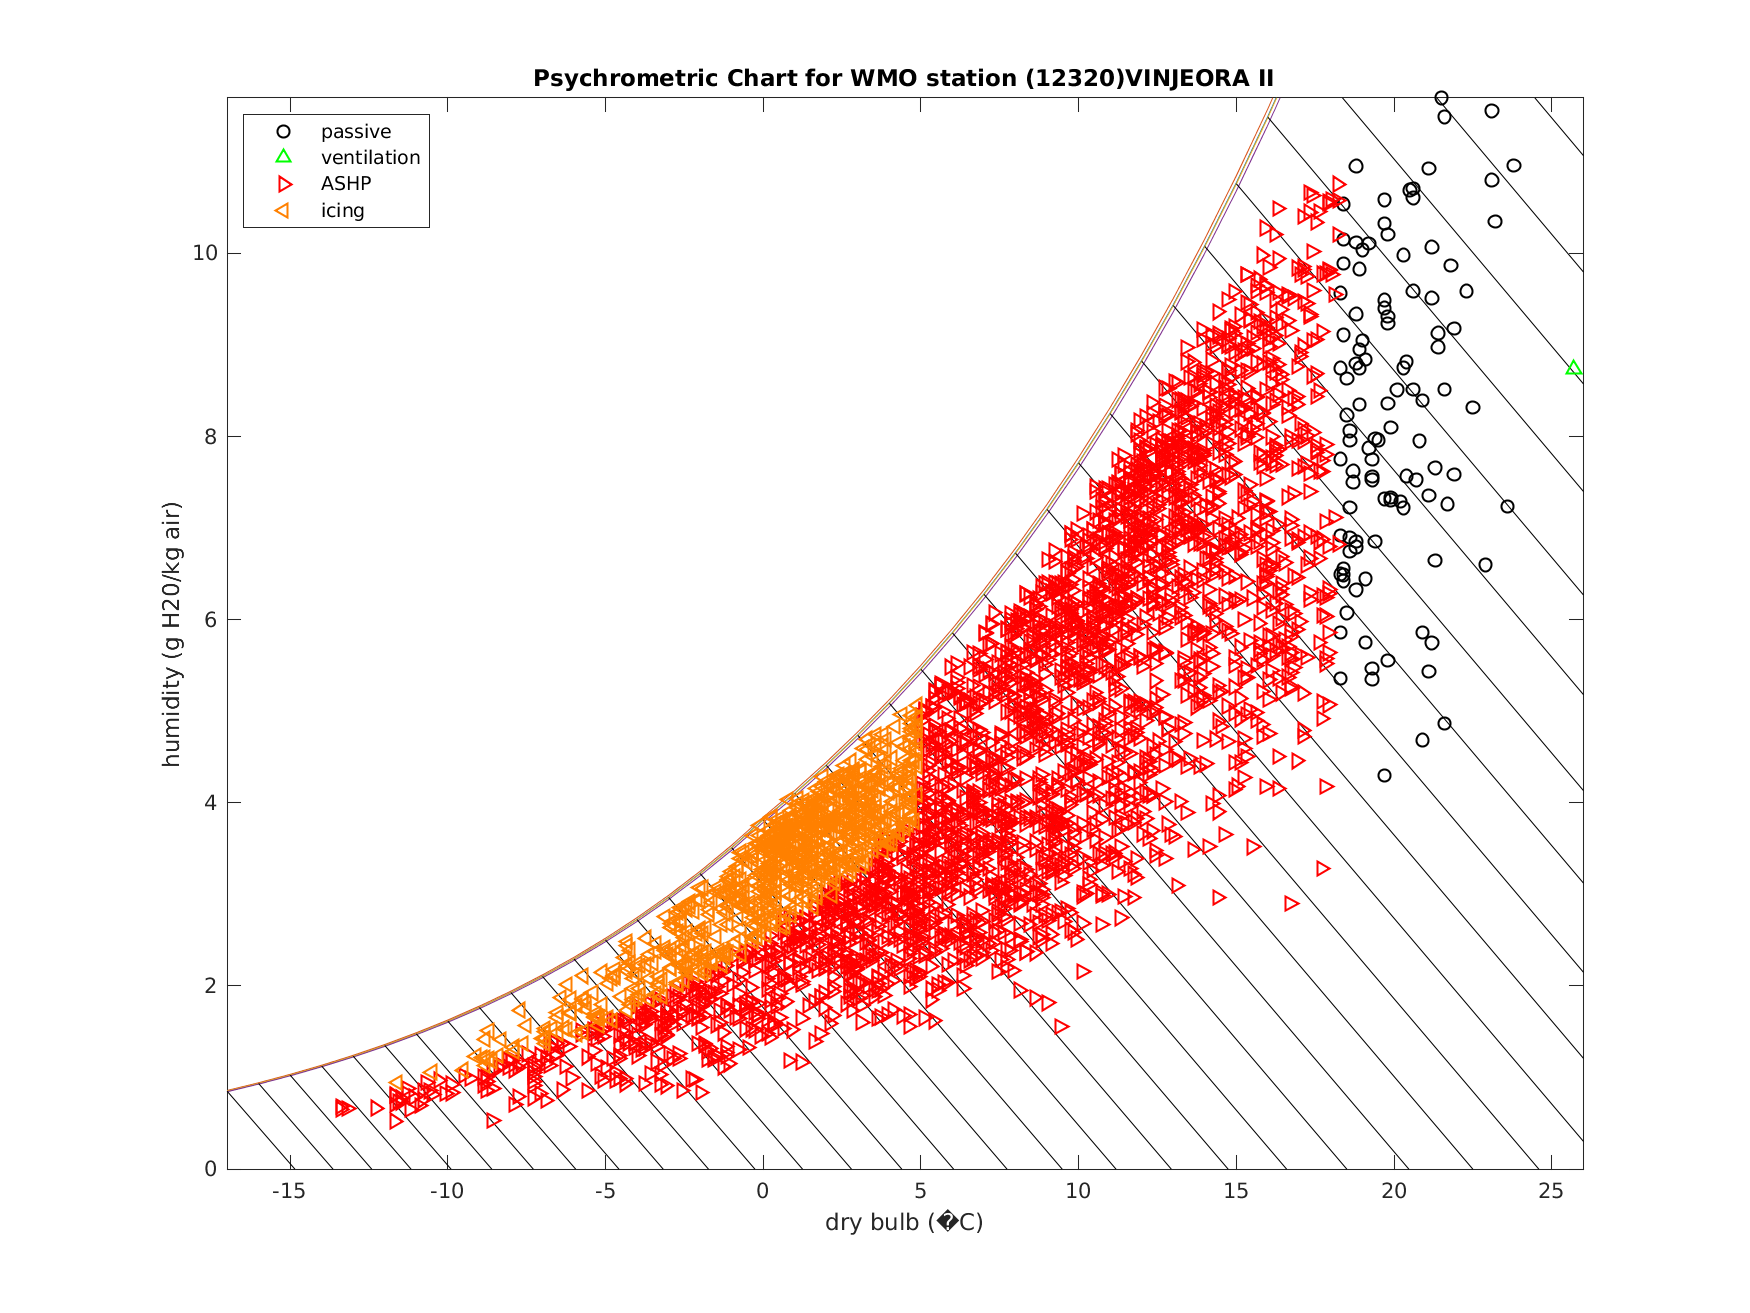 Psychrometric Chart for WMO station (12320)VINJEORA II
passive
ventilation
ASHP
icing
10
8
6
4
2
0
humidity (g H20/kg air)
-15 -10 -5 0 5 10 15 20 25
dry bulb (�C)